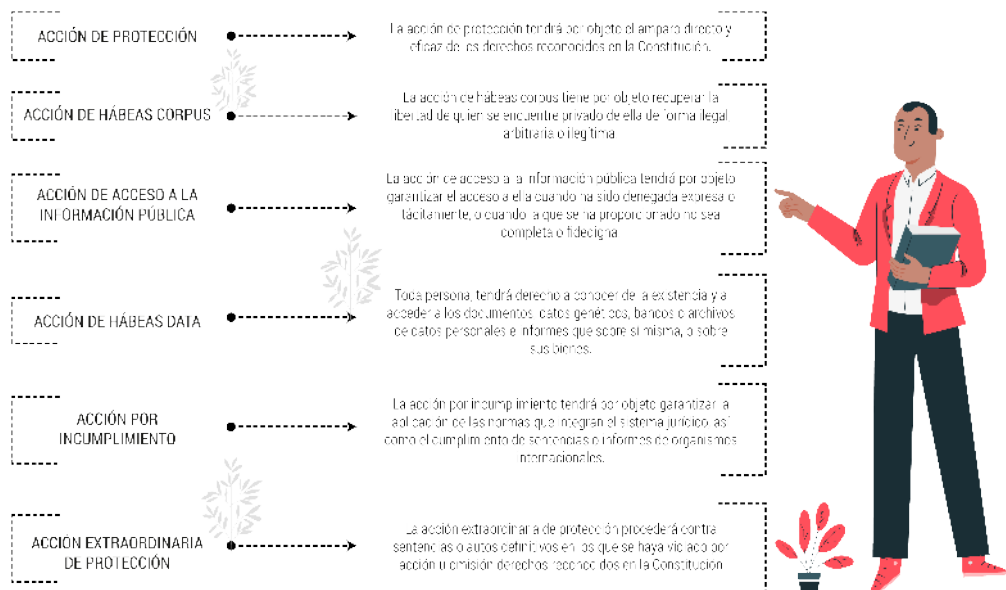 ACCIÓN DE PROTECCIÓN
La acción de protección tendrá por objeto el amparo directo y
eficaz de los derechos reconocidos en la Constitución.
ACCIÓN DE HÁBEAS CORPUS
La acción de hábeas corpus tiene por objeto recuperar la
libertad de quien se encuentre privado de ella de forma ilegal,
arbitraria o ilegítima
ACCIÓN DE ACCESO A LA
INFORMACIÓN PÚBLICA
La acción de acceso a la información pública tendrá por objeto
garantizar el acceso a ella cuando ha sido denegada expresa o
tácitamente, o cuando la que se ha proporcionado no sea
completa o fidedigna
ACCIÓN DE HÁBEAS DATA
Toda persona, tendrá derecho a conocer de la existencia y a
acceder a los documentos, datos genéticos, bancos o archivos
de datos personales e informes que sobre sí misma, o sobre
sus bienes.
ACCIÓN POR
INCUMPLIMIENTO
La acción por incumplimiento tendrá por objeto garantizar la
aplicación de las normas que integran el sistema jurídico, así
como el cumplimiento de sentencias o informes de organismos
internacionales.
ACCIÓN EXTRAORDINARIA
DE PROTECCIÓN
La acción extraordinaria de protección procederá contra
sentencias o autos definitivos en los que se haya violado por
acción u omisión derechos reconocidos en la Constitución